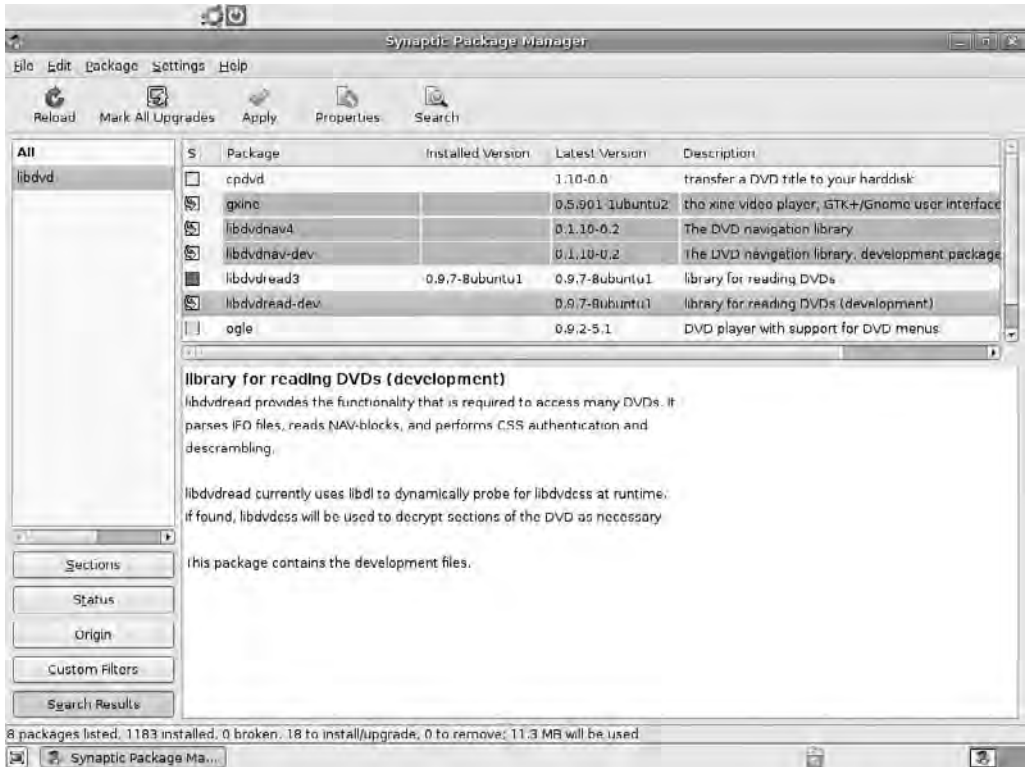 Synaptic Package Manager
File Edit Package Settings Help
Reload Mark All Upgrades Apply Properties Search
All
libdvd
S Package Installed Version Latest Version Description
cpdvd 1.10-0.0 transfer a DVD title to your harddisk
gxine 0.5.901-1ubuntu2 the xine video player, GTK+/Gnome user interface
libdvdnav4 0.1.10-0.2 The DVD navigation library
libdvdnav-dev 0.1.10-0.2 The DVD navigation library, development package
libdvdread3 0.9.7-8ubuntu1 0.9.7-8ubuntu1 library for reading DVDs
libdvdread-dev 0.9.7-8ubuntu1 library for reading DVDs (development)
ogle 0.9.2-5.1 DVD player with support for DVD menus
library for reading DVDs (development)
libdvdread provides the functionality that is required to access many DVDs. It
parses IFO files, reads NAV-blocks, and performs CSS authentication and
descrambling.
libdvdread currently uses libdl to dynamically probe for libdvdcss at runtime.
If found, libdvdcss will be used to decrypt sections of the DVD as necessary
This package contains the development files.
Sections
Status
Origin
Custom Filters
Search Results
8 packages listed, 1183 installed, 0 broken. 18 to install/upgrade, 0 to remove; 11.3 MB will be used
Synaptic Package Ma...